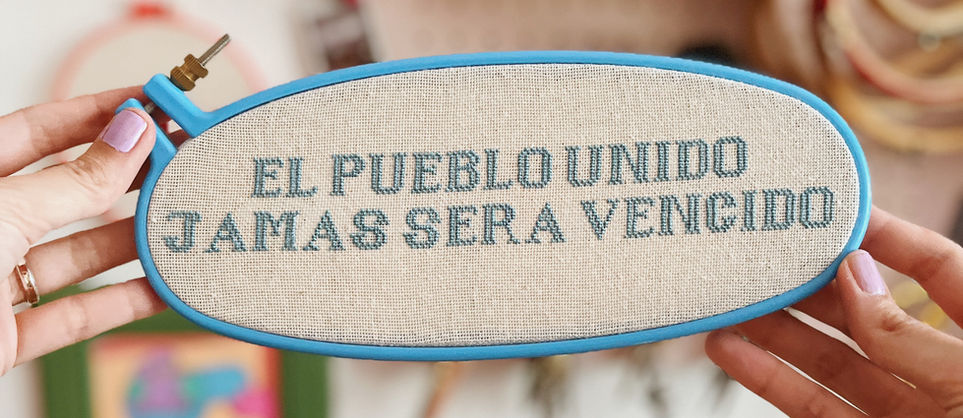 EL PUEBLO UNIDO
JAMAS SERA VENCIDO